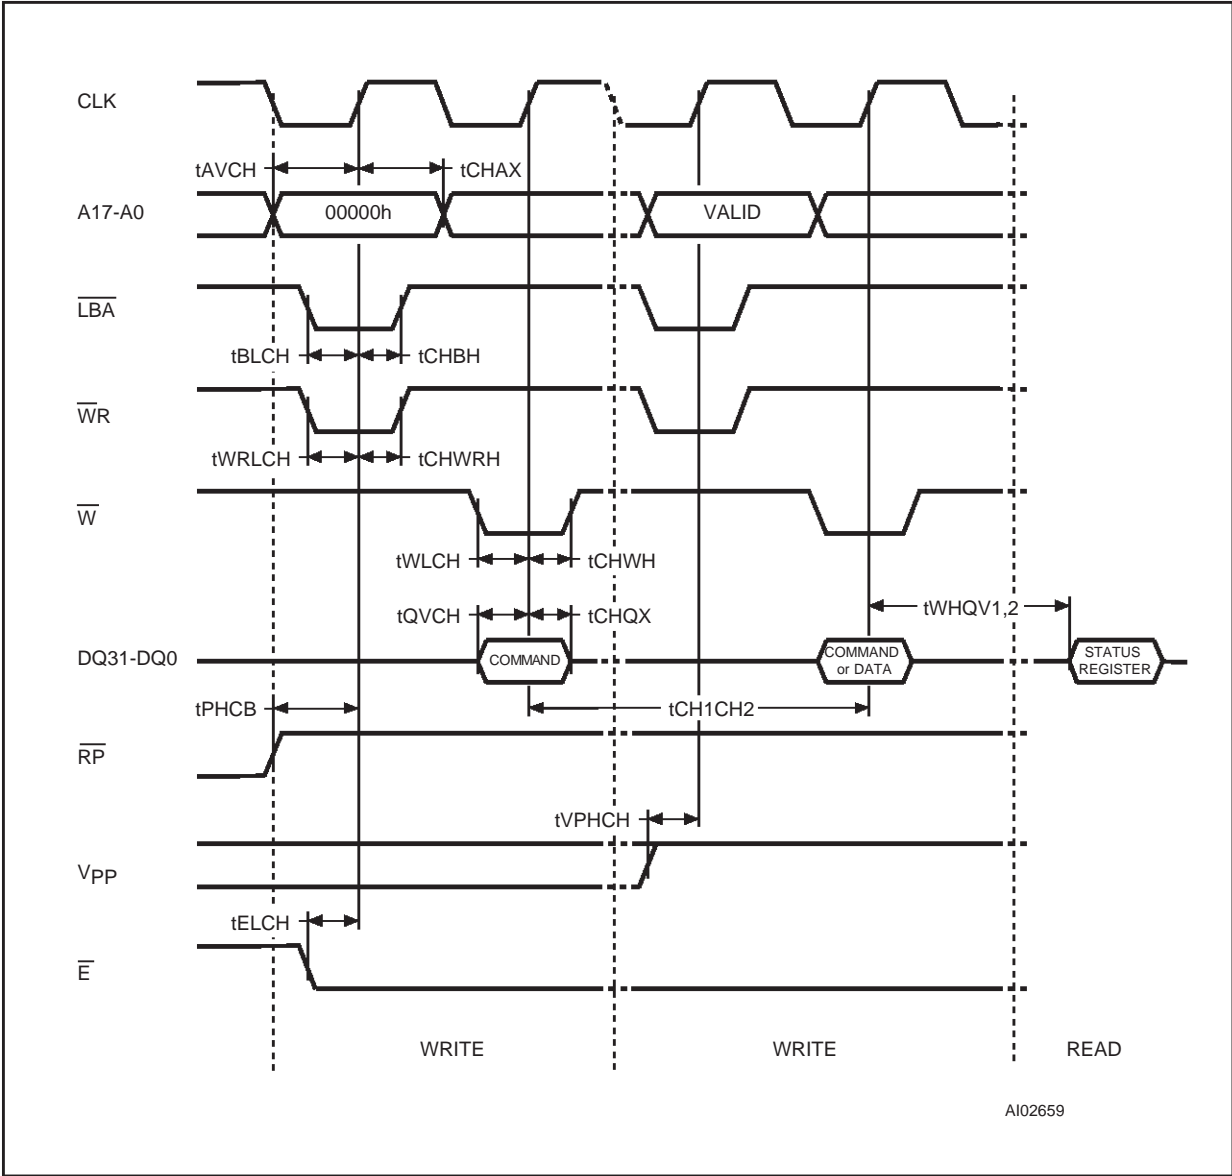 CLK
tAVCH
tCHAX
A17-A0
00000h
VALID
LBA
tBLCH
tCHBH
WR
tWRLCH
tCHWRH
W
tWLCH
tCHWH
tQVCH
tCHQX
tWHQV1,2
DQ31-DQ0
COMMAND
COMMAND
or DATA
STATUS
REGISTER
tPHCB
tCH1CH2
RP
tVPHCH
VPP
tELCH
E
WRITE
WRITE
READ
AI02659